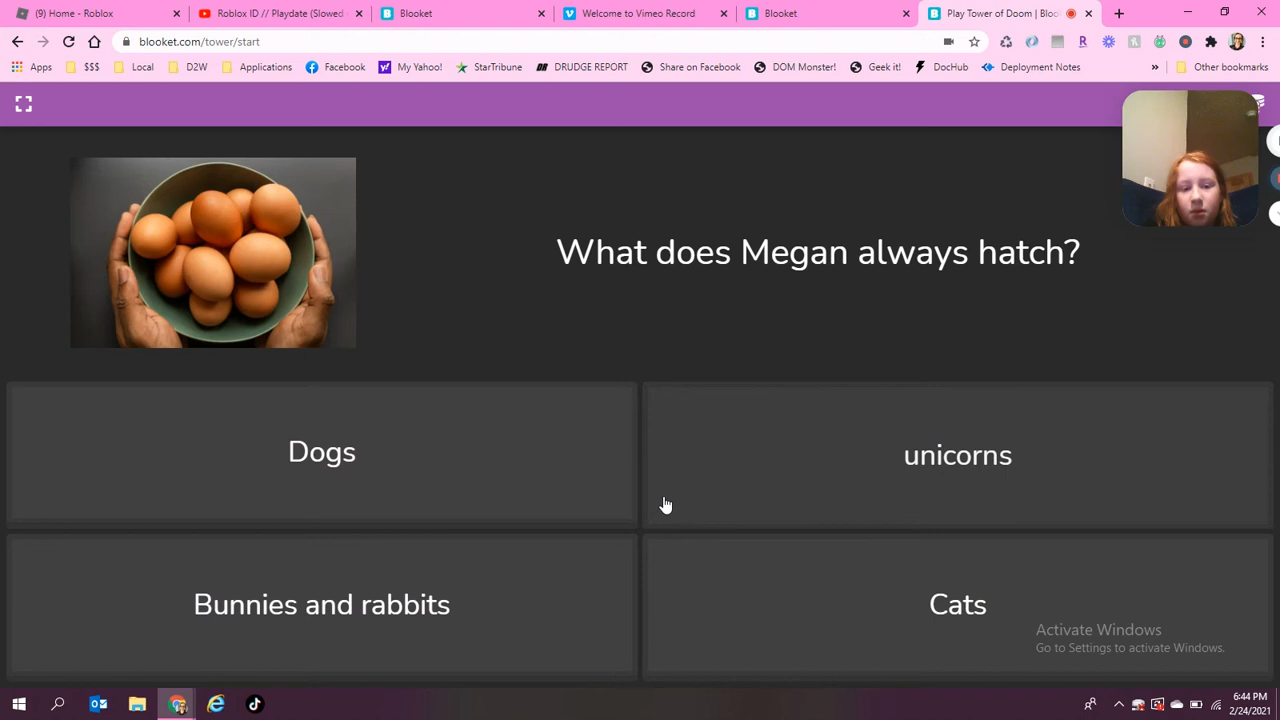 (9) Home - Roblox
Roblox ID // Playdate (Slowed
Blooket
Welcome to Vimeo Record
Blooket
Play Tower of Doom | Bloo
blooket.com/tower/start
Apps
$$$
Local
D2W
Applications
Facebook
My Yahoo!
StarTribune
DRUDGE REPORT
Share on Facebook
DOM Monster!
Geek it!
DocHub
Deployment Notes
»
Other bookmarks
What does Megan always hatch?
Dogs
unicorns
Bunnies and rabbits
Cats
Activate Windows
Go to Settings to activate Windows.
6:44 PM
2/24/2021